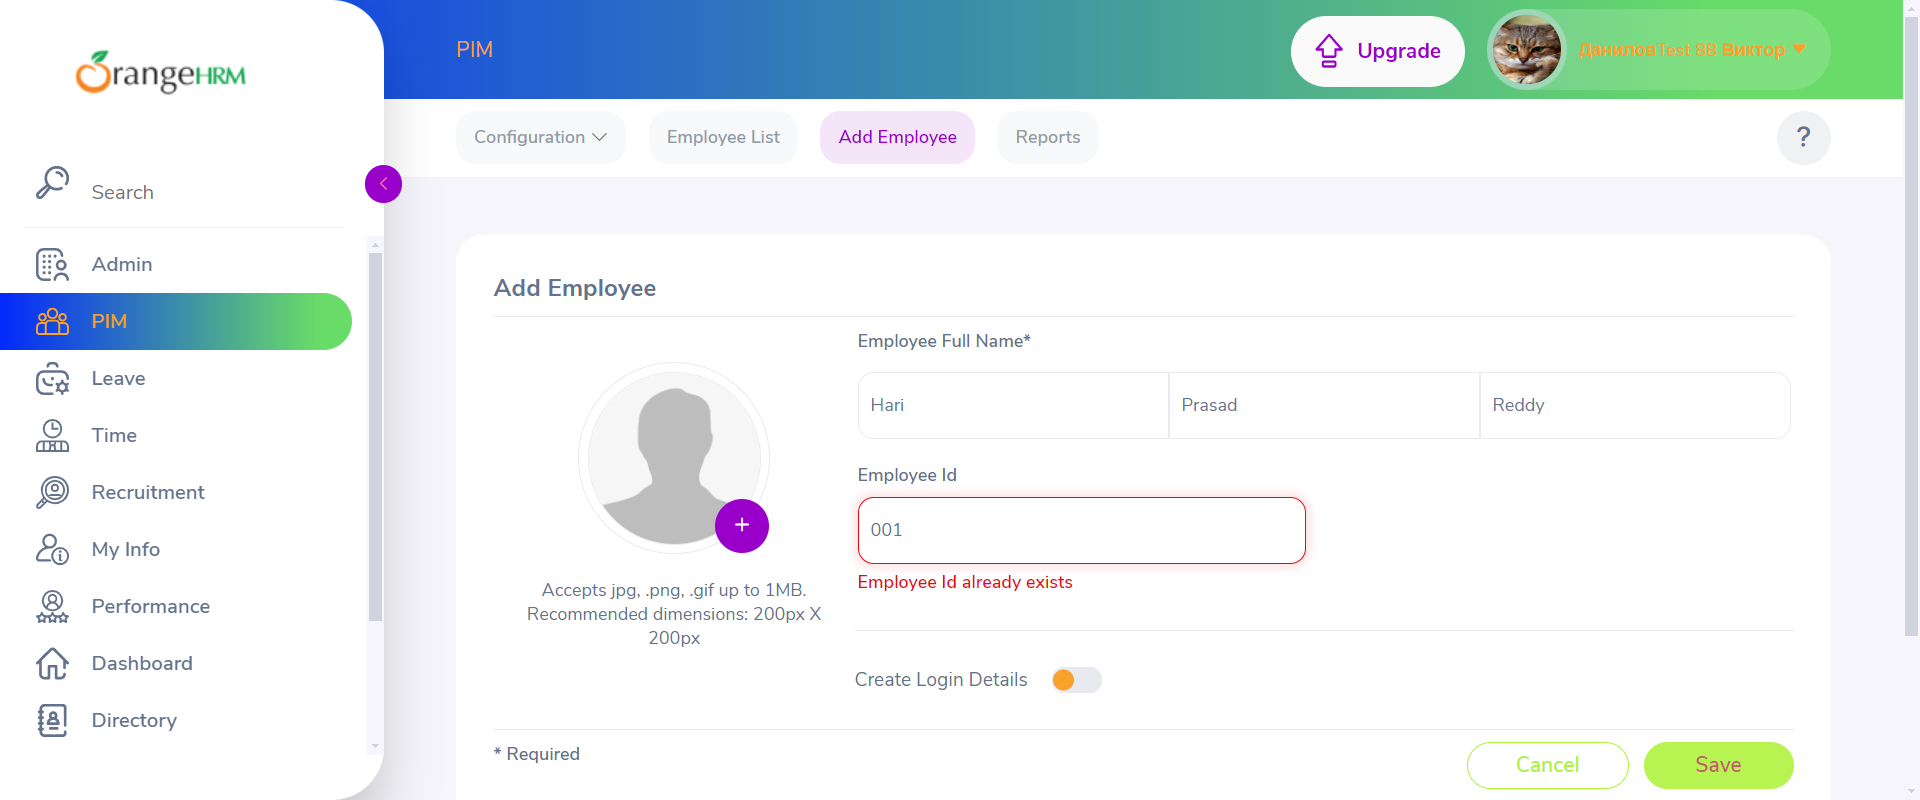 OrangeHRM
Search
Admin
PIM
Leave
Time
Recruitment
My Info
Performance
Dashboard
Directory
PIM
Upgrade
ДаниловTest 88 Виктор
Configuration
Employee List
Add Employee
Reports
?
Add Employee
Accepts jpg, .png, .gif up to 1MB.
Recommended dimensions: 200px X
200px
Employee Full Name*
Hari Prasad Reddy
Employee Id
001
Employee Id already exists
Create Login Details
* Required
Cancel
Save